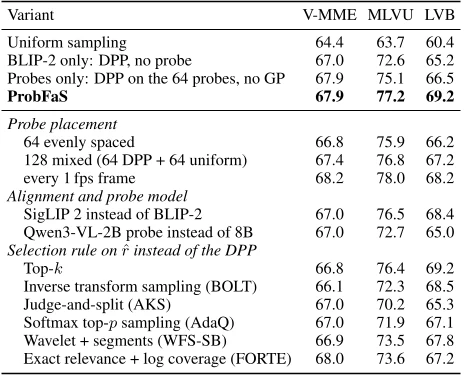 Variant V-MME MLVU LVB
Uniform sampling 64.4 63.7 60.4
BLIP-2 only: DPP, no probe 67.0 72.6 65.2
Probes only: DPP on the 64 probes, no GP 67.9 75.1 66.5
ProbFaS 67.9 77.2 69.2
Probe placement
64 evenly spaced 66.8 75.9 66.2
128 mixed (64 DPP + 64 uniform) 67.4 76.8 67.2
every 1 fps frame 68.2 78.0 68.2
Alignment and probe model
SigLIP 2 instead of BLIP-2 67.0 76.5 68.4
Qwen3-VL-2B probe instead of 8B 67.0 72.7 65.0
Selection rule on r̂ instead of the DPP
Top-k 66.8 76.4 69.2
Inverse transform sampling (BOLT) 66.1 72.3 68.5
Judge-and-split (AKS) 67.0 70.2 65.3
Softmax top-p sampling (AdaQ) 67.0 71.9 67.1
Wavelet + segments (WFS-SB) 66.9 73.5 67.8
Exact relevance + log coverage (FORTE) 68.0 73.6 67.2